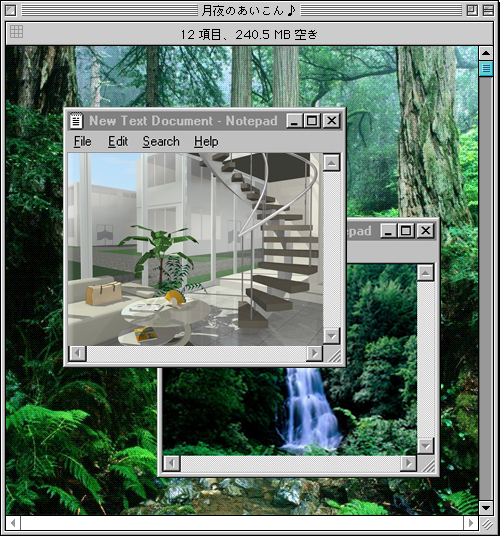 月夜のあいこん♪
12 項目、240.5 MB 空き
New Text Document - Notepad
File Edit Search Help
epad